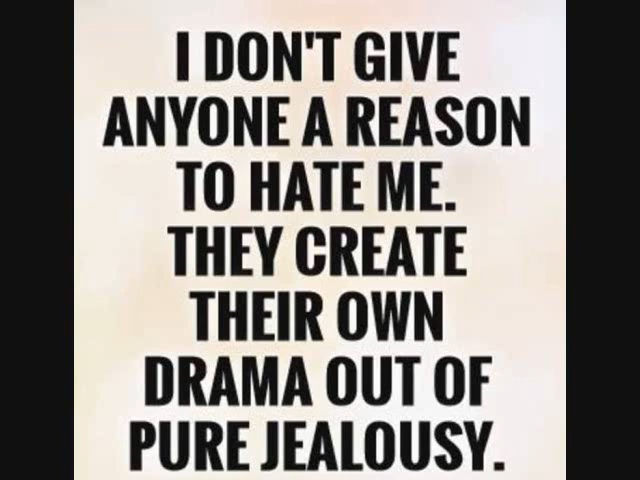 I DON'T GIVE
ANYONE A REASON
TO HATE ME.
THEY CREATE
THEIR OWN
DRAMA OUT OF
PURE JEALOUSY.